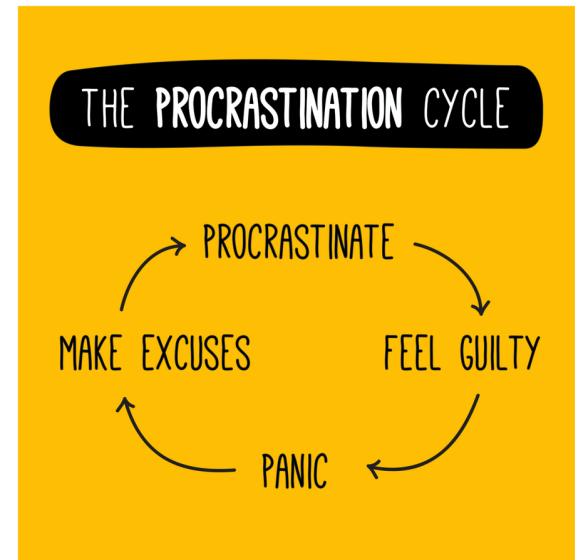 THE PROCRASTINATION CYCLE
PROCRASTINATE
MAKE EXCUSES
FEEL GUILTY
PANIC